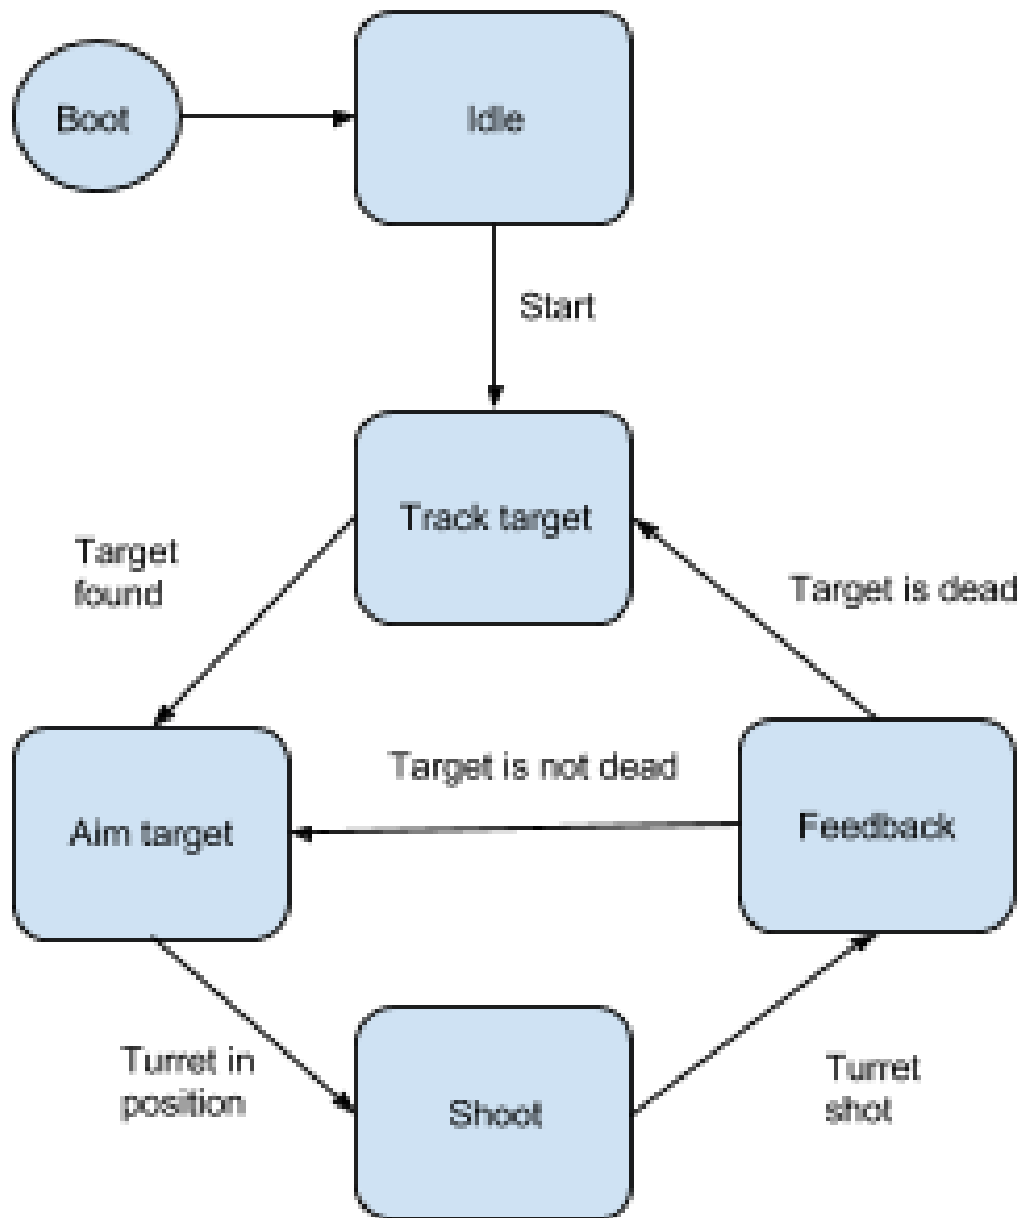 Boot
Idle
Start
Track target
Target
found
Target is dead
Target is not dead
Aim target
Feedback
Turret in
position
Shoot
Turret
shot